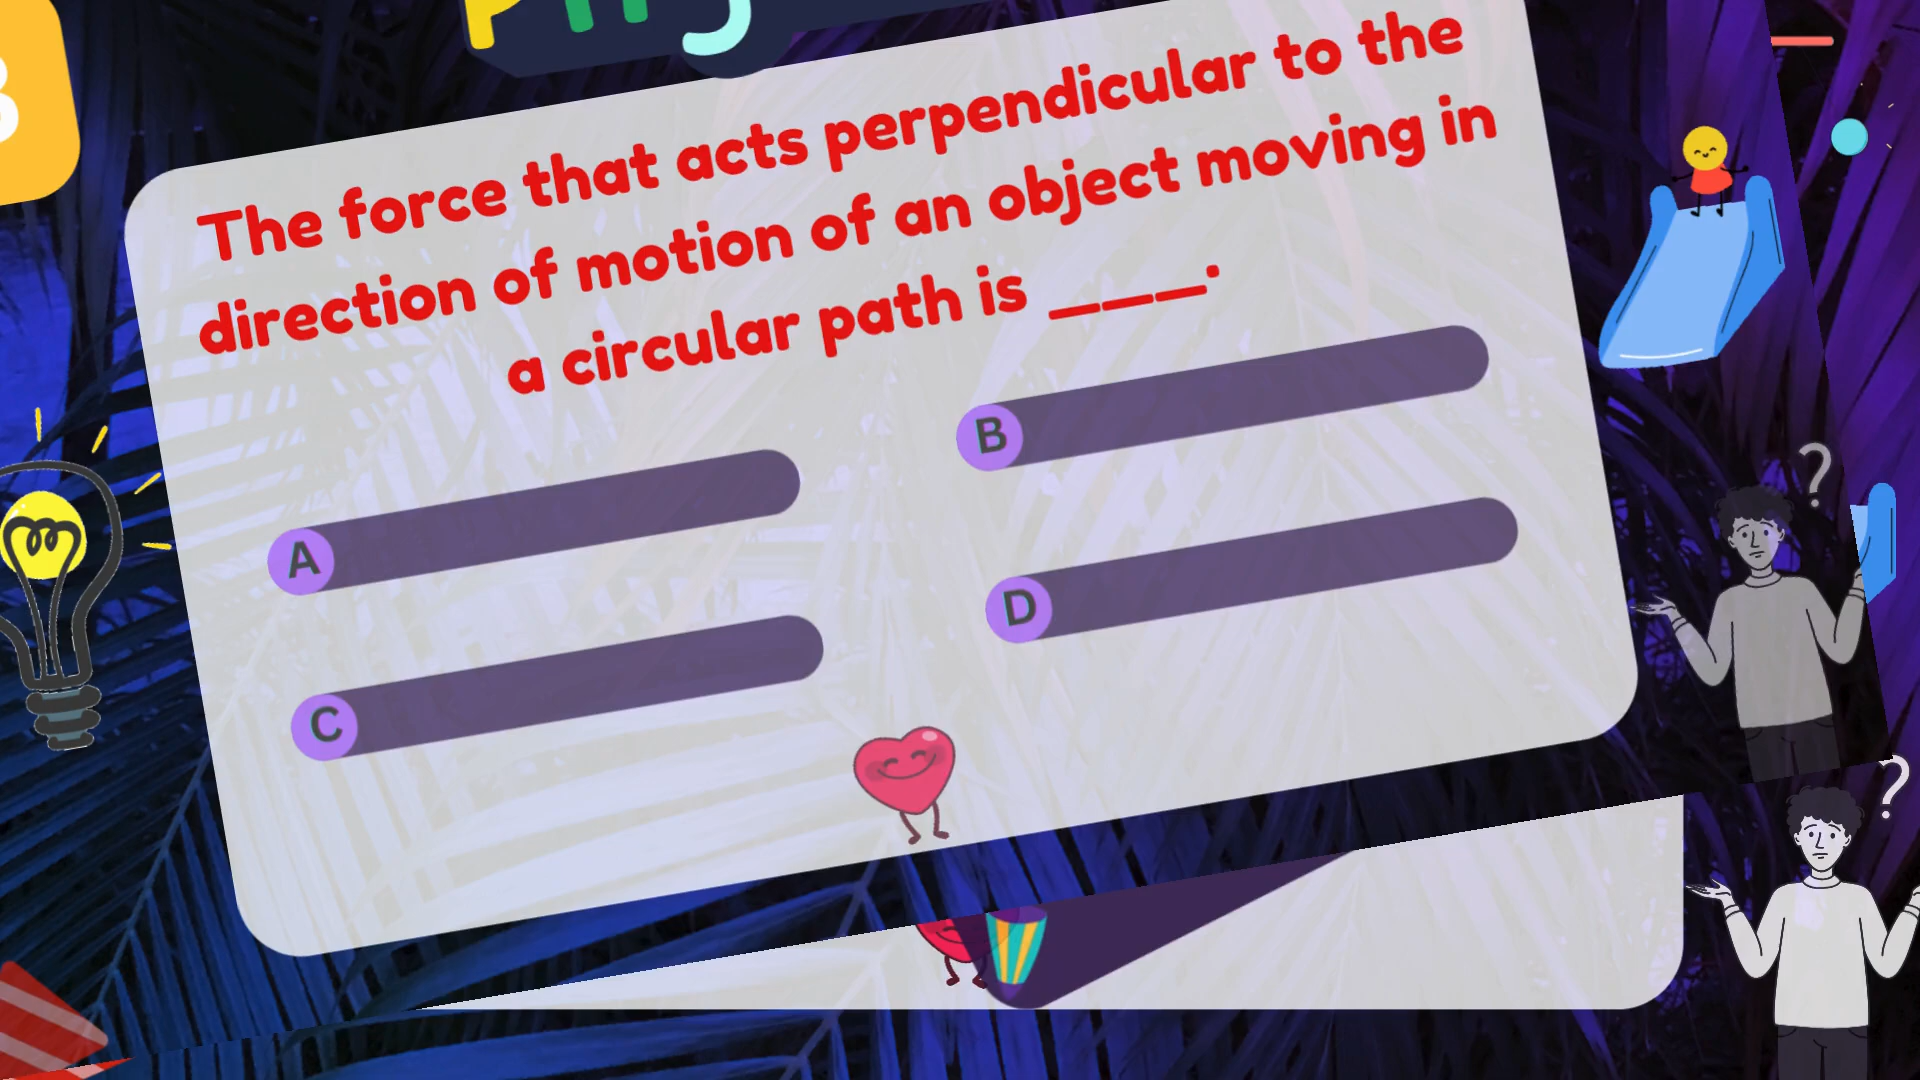 The force that acts perpendicular to the
direction of motion of an object moving in
a circular path is ____.
A
B
C
D
?
?